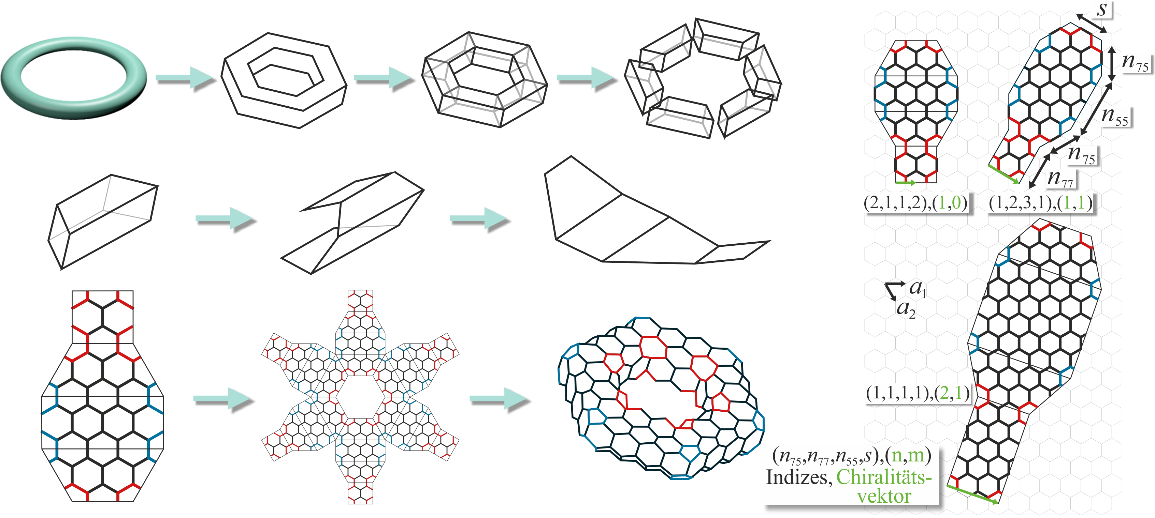 s
n75
n55
n75
n77
(2,1,1,2),(1,0)
(1,2,3,1),(1,1)
a1
a2
(1,1,1,1),(2,1)
(n75,n77,n55,s),(n,m)
Indizes, Chiralitäts-
vektor